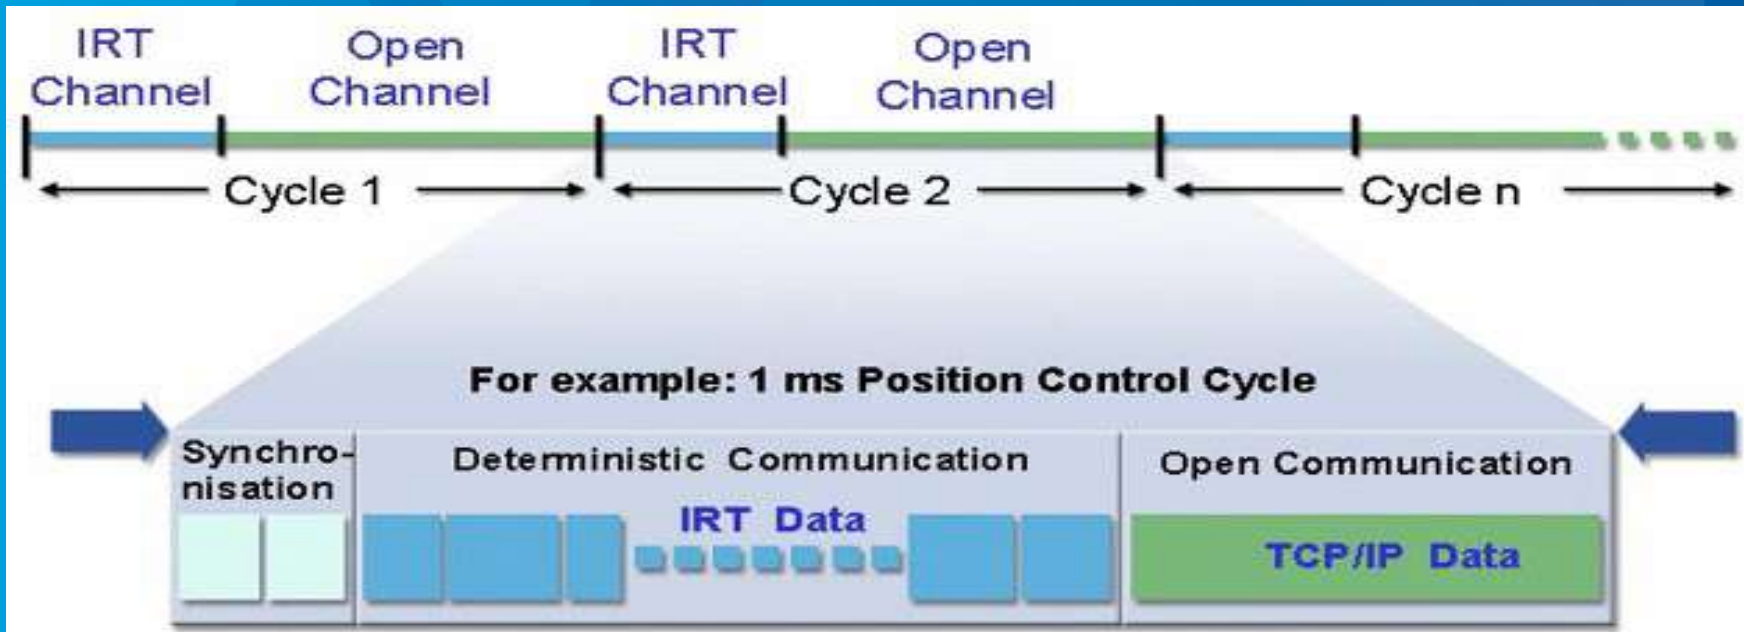 IRT Channel
Open Channel
IRT Channel
Open Channel
Cycle 1
Cycle 2
Cycle n
For example: 1 ms Position Control Cycle
Synchro-
nisation
Deterministic Communication
Open Communication
IRT Data
TCP/IP Data